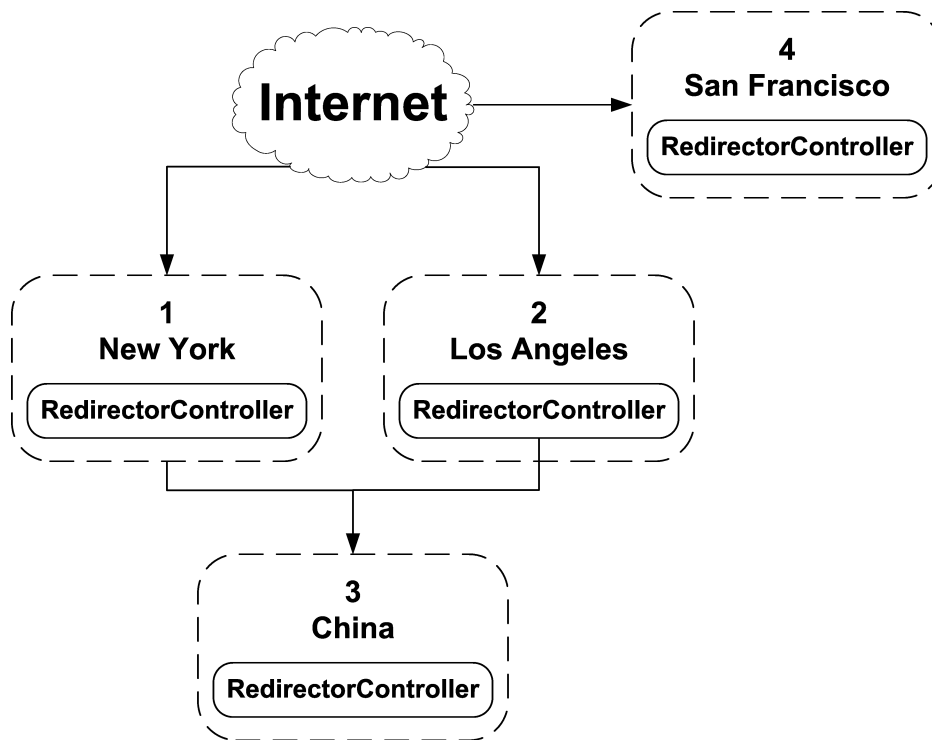 Internet
4
San Francisco
RedirectorController
1
New York
RedirectorController
2
Los Angeles
RedirectorController
3
China
RedirectorController